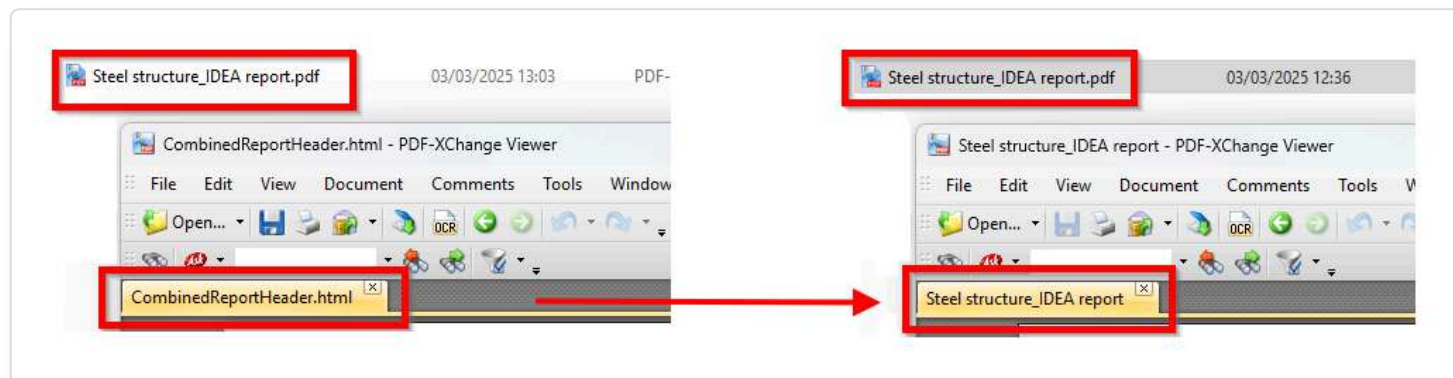 Steel structure_IDEA report.pdf 03/03/2025 13:03 PDF-
CombinedReportHeader.html - PDF-XChange Viewer
File Edit View Document Comments Tools Window
Open... OCR
CombinedReportHeader.html
Steel structure_IDEA report.pdf 03/03/2025 12:36
Steel structure_IDEA report - PDF-XChange Viewer
File Edit View Document Comments Tools
Open... OCR
Steel structure_IDEA report